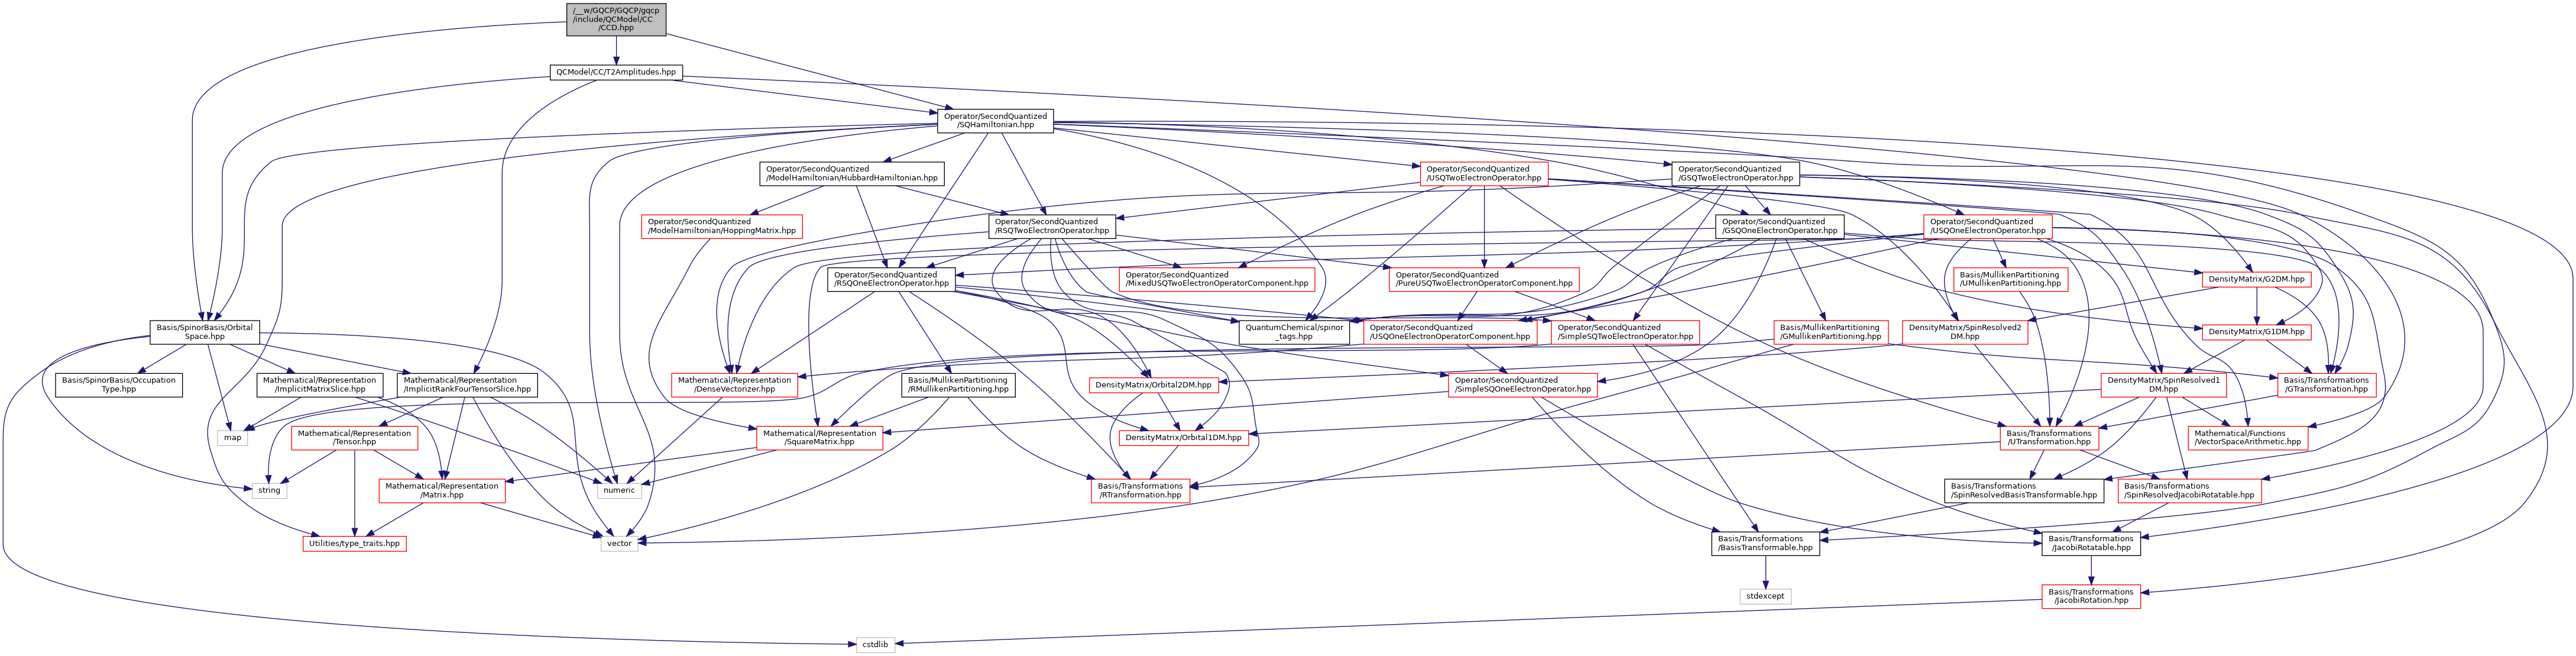 /__w/GQCP/GQCP/gqcp
/include/QCModel/CC
/CCD.hpp
QCModel/CC/T2Amplitudes.hpp
Operator/SecondQuantized
/SQHamiltonian.hpp
Operator/SecondQuantized
/ModelHamiltonian/HubbardHamiltonian.hpp
Operator/SecondQuantized
/USQTwoElectronOperator.hpp
Operator/SecondQuantized
/GSQTwoElectronOperator.hpp
Operator/SecondQuantized
/ModelHamiltonian/HoppingMatrix.hpp
Operator/SecondQuantized
/RSQTwoElectronOperator.hpp
Operator/SecondQuantized
/GSQOneElectronOperator.hpp
Operator/SecondQuantized
/USQOneElectronOperator.hpp
Operator/SecondQuantized
/RSQOneElectronOperator.hpp
Operator/SecondQuantized
/MixedUSQTwoElectronOperatorComponent.hpp
Operator/SecondQuantized
/PureUSQTwoElectronOperatorComponent.hpp
Basis/MullikenPartitioning
/UMullikenPartitioning.hpp
DensityMatrix/G2DM.hpp
Basis/SpinorBasis/Orbital
Space.hpp
QuantumChemical/spinor
_tags.hpp
Operator/SecondQuantized
/USQOneElectronOperatorComponent.hpp
Operator/SecondQuantized
/SimpleSQTwoElectronOperator.hpp
Basis/MullikenPartitioning
/GMullikenPartitioning.hpp
DensityMatrix/SpinResolved2
DM.hpp
DensityMatrix/G1DM.hpp
Basis/SpinorBasis/Occupation
Type.hpp
Mathematical/Representation
/ImplicitMatrixSlice.hpp
Mathematical/Representation
/ImplicitRankFourTensorSlice.hpp
Mathematical/Representation
/DenseVectorizer.hpp
Basis/MullikenPartitioning
/RMullikenPartitioning.hpp
DensityMatrix/Orbital2DM.hpp
Operator/SecondQuantized
/SimpleSQOneElectronOperator.hpp
DensityMatrix/SpinResolved1
DM.hpp
Basis/Transformations
/GTransformation.hpp
map
Mathematical/Representation
/Tensor.hpp
Mathematical/Representation
/SquareMatrix.hpp
DensityMatrix/Orbital1DM.hpp
Basis/Transformations
/UTransformation.hpp
Mathematical/Functions
/VectorSpaceArithmetic.hpp
string
Mathematical/Representation
/Matrix.hpp
numeric
Basis/Transformations
/RTransformation.hpp
Basis/Transformations
/SpinResolvedBasisTransformable.hpp
Basis/Transformations
/SpinResolvedJacobiRotatable.hpp
Utilities/type_traits.hpp
vector
Basis/Transformations
/BasisTransformable.hpp
Basis/Transformations
/JacobiRotatable.hpp
stdexcept
Basis/Transformations
/JacobiRotation.hpp
cstdlib